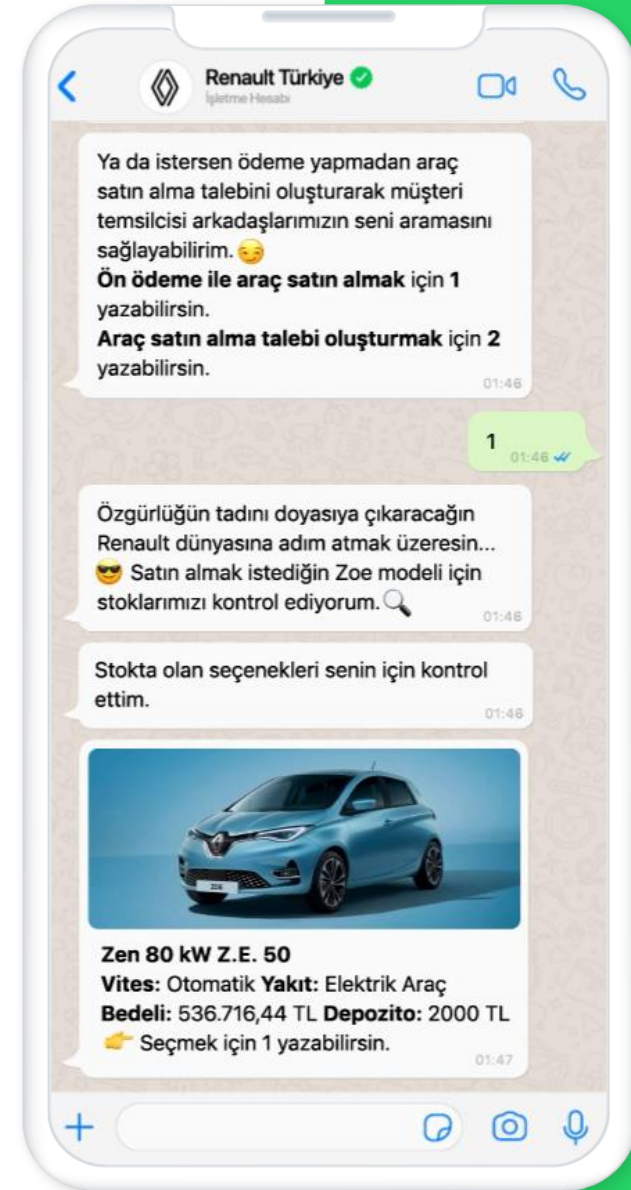 Renault Türkiye
İşletme Hesabı
Ya da istersen ödeme yapmadan araç
satın alma talebini oluşturarak müşteri
temsilcisi arkadaşlarımızın seni aramasını
sağlayabilirim.😏
Ön ödeme ile araç satın almak için 1
yazabilirsin.
Araç satın alma talebi oluşturmak için 2
yazabilirsin.
01:46
1
01:46
Özgürlüğün tadını doyasıya çıkaracağın
Renault dünyasına adım atmak üzeresin...
😎 Satın almak istediğin Zoe modeli için
stoklarımızı kontrol ediyorum.🔍
01:46
Stokta olan seçenekleri senin için kontrol
ettim.
01:46
ZOE
Zen 80 kW Z.E. 50
Vites: Otomatik Yakıt: Elektrik Araç
Bedeli: 536.716,44 TL Depozito: 2000 TL
👉 Seçmek için 1 yazabilirsin.
01:47